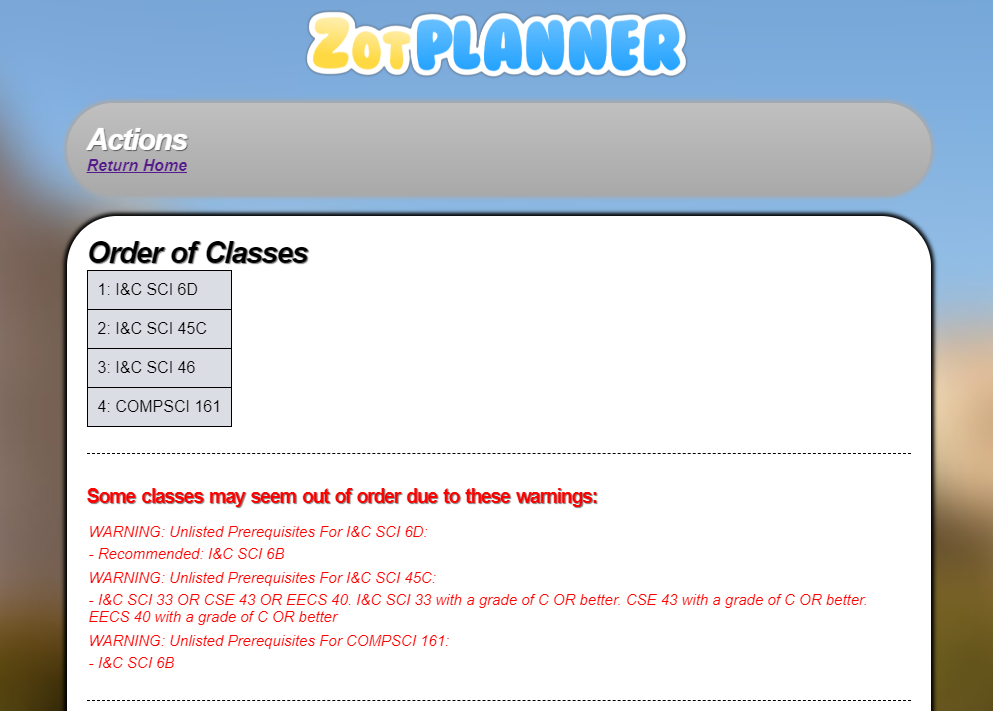 ZOTPLANNER
Actions
Return Home
Order of Classes
1: I&C SCI 6D
2: I&C SCI 45C
3: I&C SCI 46
4: COMPSCI 161
Some classes may seem out of order due to these warnings:
WARNING: Unlisted Prerequisites For I&C SCI 6D:
- Recommended: I&C SCI 6B
WARNING: Unlisted Prerequisites For I&C SCI 45C:
- I&C SCI 33 OR CSE 43 OR EECS 40. I&C SCI 33 with a grade of C OR better. CSE 43 with a grade of C OR better.
EECS 40 with a grade of C OR better
WARNING: Unlisted Prerequisites For COMPSCI 161:
- I&C SCI 6B